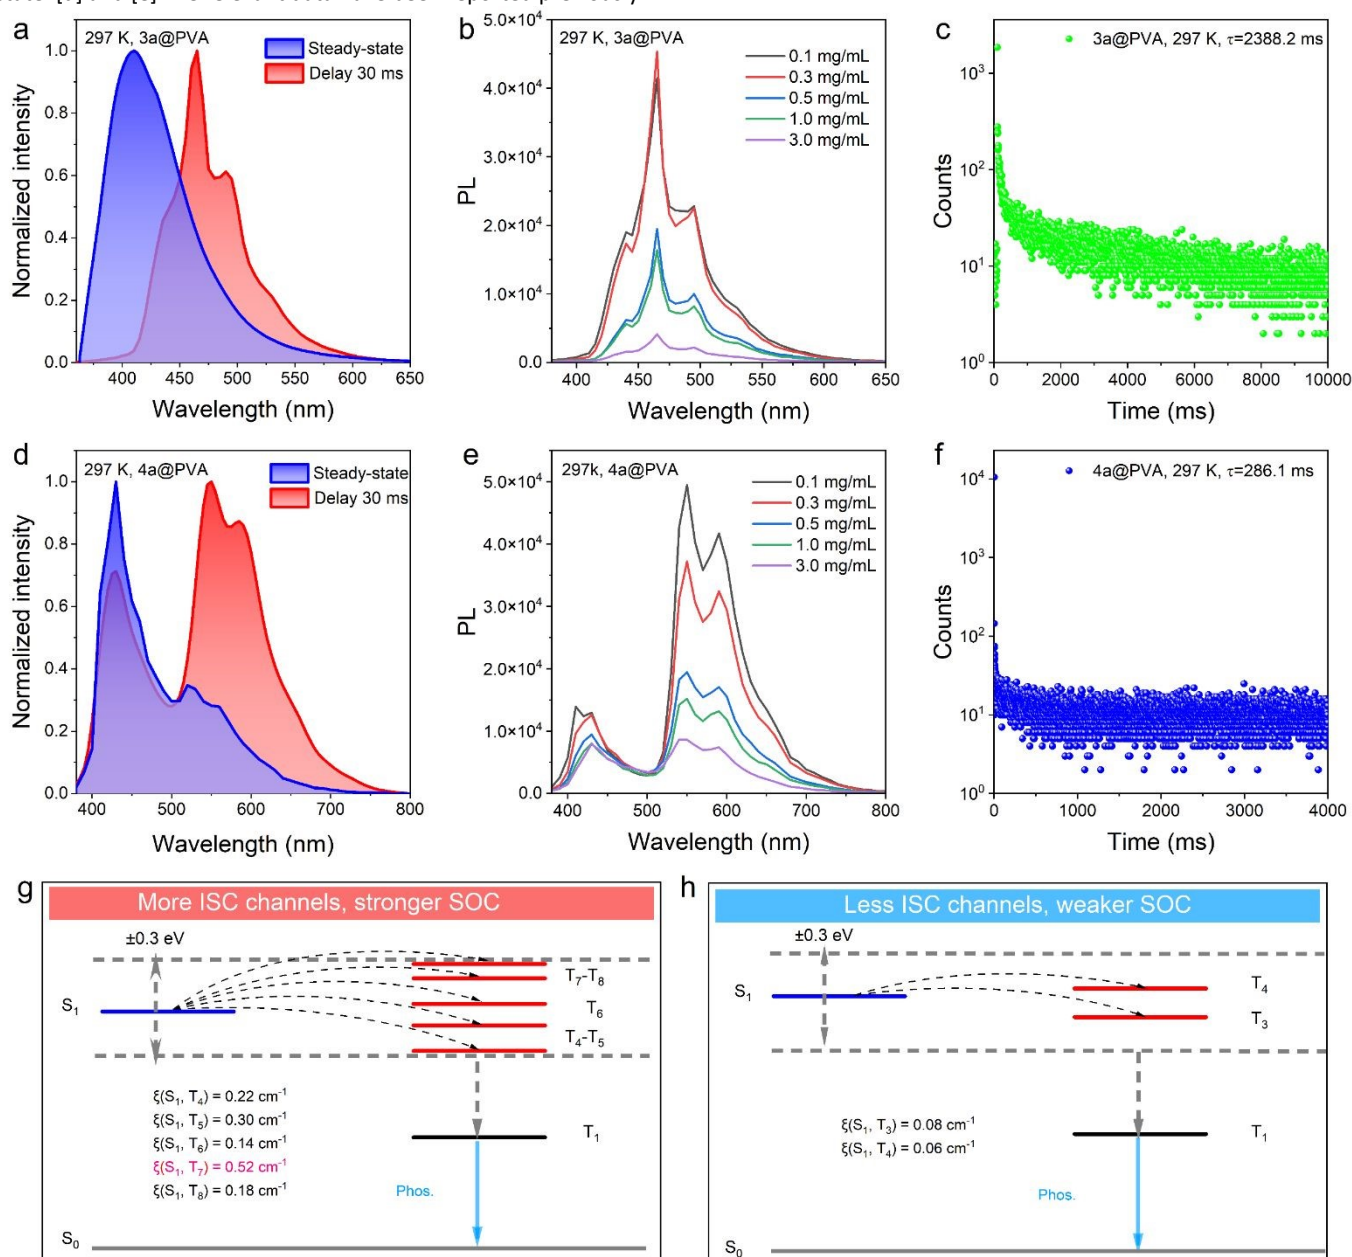 a
297 K, 3a@PVA
Steady-state
Delay 30 ms
1.0
0.8
0.6
0.4
0.2
0.0
400 450 500 550 600 650
Normalized intensity
Wavelength (nm)
b
297 K, 3a@PVA
0.1 mg/mL
0.3 mg/mL
0.5 mg/mL
1.0 mg/mL
3.0 mg/mL
5.0×10⁴
4.0×10⁴
3.0×10⁴
2.0×10⁴
1.0×10⁴
0.0
400 450 500 550 600 650
PL
Wavelength (nm)
c
3a@PVA, 297 K, τ=2388.2 ms
10³
10²
10¹
10⁰
0 2000 4000 6000 8000 10000
Counts
Time (ms)
d
297 K, 4a@PVA
Steady-state
Delay 30 ms
1.0
0.8
0.6
0.4
0.2
0.0
400 500 600 700 800
Normalized intensity
Wavelength (nm)
e
297k, 4a@PVA
0.1 mg/mL
0.3 mg/mL
0.5 mg/mL
1.0 mg/mL
3.0 mg/mL
5.0×10⁴
4.0×10⁴
3.0×10⁴
2.0×10⁴
1.0×10⁴
0.0
400 500 600 700 800
PL
Wavelength (nm)
f
4a@PVA, 297 K, τ=286.1 ms
10⁴
10³
10²
10¹
10⁰
0 1000 2000 3000 4000
Counts
Time (ms)
g
More ISC channels, stronger SOC
±0.3 eV
S₁
T₇-T₈
T₆
T₄-T₅
ξ(S₁, T₄) = 0.22 cm⁻¹
ξ(S₁, T₅) = 0.30 cm⁻¹
ξ(S₁, T₆) = 0.14 cm⁻¹
ξ(S₁, T₇) = 0.52 cm⁻¹
ξ(S₁, T₈) = 0.18 cm⁻¹
T₁
Phos.
S₀
h
Less ISC channels, weaker SOC
±0.3 eV
S₁
T₄
T₃
ξ(S₁, T₃) = 0.08 cm⁻¹
ξ(S₁, T₄) = 0.06 cm⁻¹
T₁
Phos.
S₀